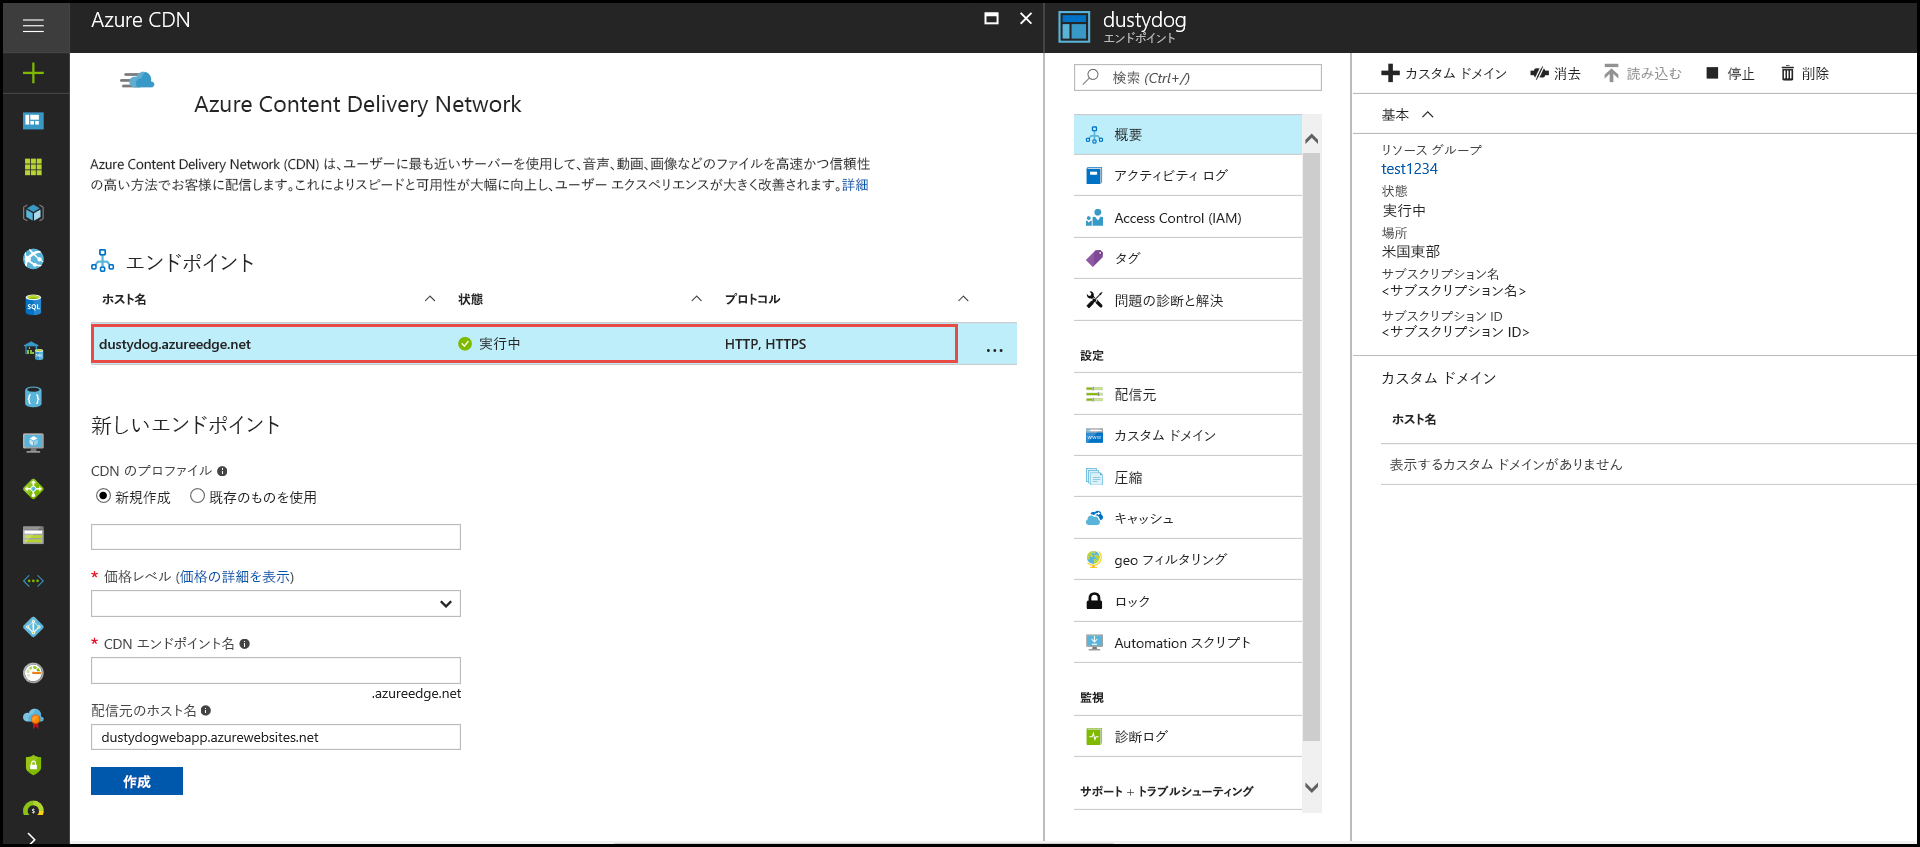 Azure CDN
Azure Content Delivery Network
Azure Content Delivery Network (CDN) は、ユーザーに最も近いサーバーを使用して、音声、動画、画像などのファイルを高速かつ信頼性
の高い方法でお客様に配信します。これによりスピードと可用性が大幅に向上し、ユーザー エクスペリエンスが大きく改善されます。詳細
エンドポイント
ホスト名 状態 プロトコル
dustydog.azureedge.net 実行中 HTTP, HTTPS ...
新しいエンドポイント
CDN のプロファイル
新規作成 既存のものを使用
* 価格レベル (価格の詳細を表示)
* CDN エンドポイント名
.azureedge.net
配信元のホスト名
dustydogwebapp.azurewebsites.net
作成
dustydog
エンドポイント
検索 (Ctrl+/)
概要
アクティビティ ログ
Access Control (IAM)
タグ
問題の診断と解決
設定
配信元
カスタム ドメイン
圧縮
キャッシュ
geo フィルタリング
ロック
Automation スクリプト
監視
診断ログ
サポート + トラブルシューティング
カスタム ドメイン 消去 読み込む 停止 削除
基本
リソース グループ
test1234
状態
実行中
場所
米国東部
サブスクリプション名
<サブスクリプション名>
サブスクリプション ID
<サブスクリプション ID>
カスタム ドメイン
ホスト名
表示するカスタム ドメインがありません